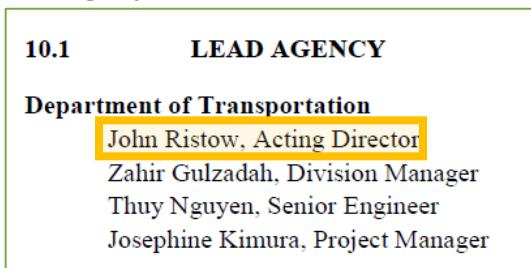 10.1 LEAD AGENCY
Department of Transportation
John Ristow, Acting Director
Zahir Gulzadah, Division Manager
Thuy Nguyen, Senior Engineer
Josephine Kimura, Project Manager